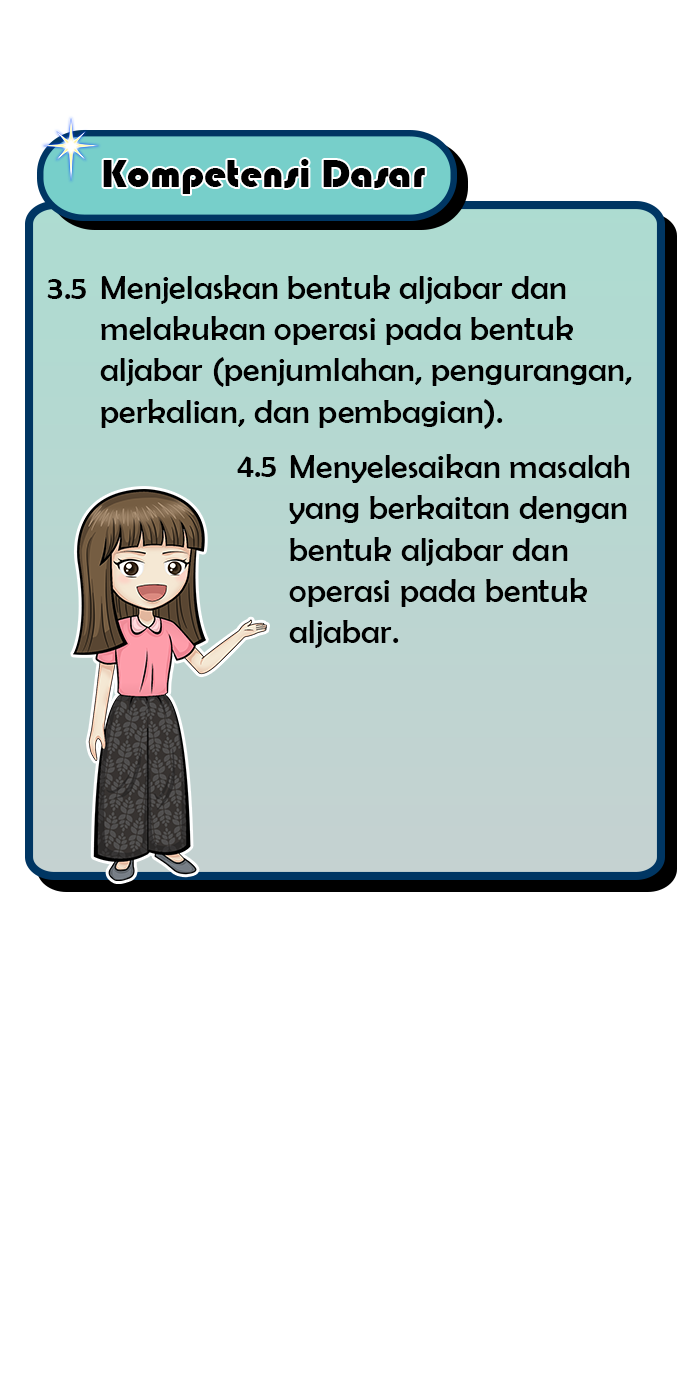 Kompetensi Dasar
3.5 Menjelaskan bentuk aljabar dan
melakukan operasi pada bentuk
aljabar (penjumlahan, pengurangan,
perkalian, dan pembagian).
4.5 Menyelesaikan masalah
yang berkaitan dengan
bentuk aljabar dan
operasi pada bentuk
aljabar.